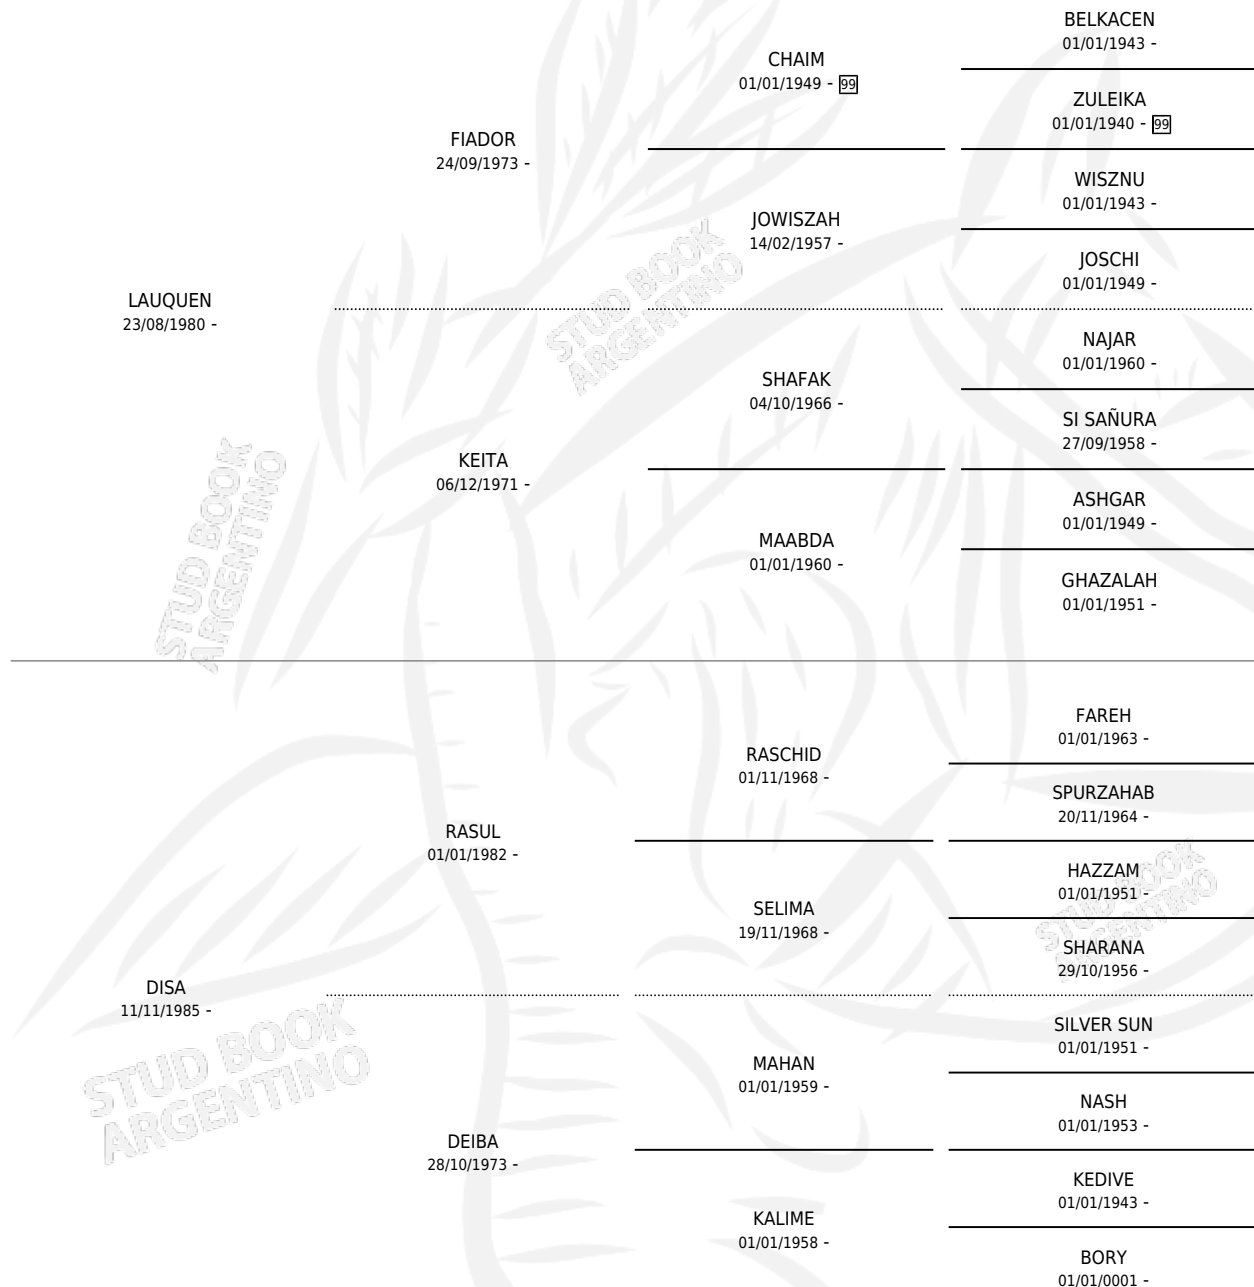 BELKACEN
01/01/1943 -
CHAIM
01/01/1949 - 99
ZULEIKA
01/01/1940 - 99
FIADOR
24/09/1973 -
WISZNU
01/01/1943 -
JOWISZAH
14/02/1957 -
JOSCHI
01/01/1949 -
LAUQUEN
23/08/1980 -
STUD BOOK
ARGENTINO
NAJAR
01/01/1960 -
SHAFAK
04/10/1966 -
SI SAÑURA
27/09/1958 -
KEITA
06/12/1971 -
STUD BOOK
ARGENTINO
ASHGAR
01/01/1949 -
MAABDA
01/01/1960 -
GHAZALAH
01/01/1951 -
FAREH
01/01/1963 -
RASCHID
01/11/1968 -
SPURZAHAB
20/11/1964 -
RASUL
01/01/1982 -
HAZZAM
01/01/1951 -
SELIMA
19/11/1968 -
STUD BOOK
ARGENTINO
SHARANA
29/10/1956 -
DISA
11/11/1985 -
STUD BOOK
ARGENTINO
SILVER SUN
01/01/1951 -
MAHAN
01/01/1959 -
NASH
01/01/1953 -
DEIBA
28/10/1973 -
KEDIVE
01/01/1943 -
KALIME
01/01/1958 -
BORY
01/01/0001 -